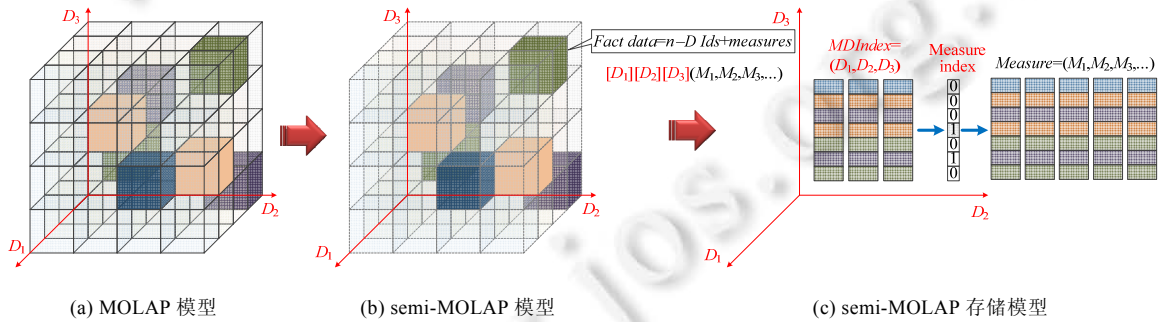 D₃
D₂
D₁
(a) MOLAP 模型
D₃
D₂
D₁
Fact data=n–D Ids+measures
[D₁][D₂][D₃](M₁,M₂,M₃,...)
(b) semi-MOLAP 模型
D₃
MDIndex=
(D₁,D₂,D₃)
Measure
index
Measure=(M₁,M₂,M₃,...)
0
0
0
1
0
1
0
D₂
D₁
(c) semi-MOLAP 存储模型
jos.org.